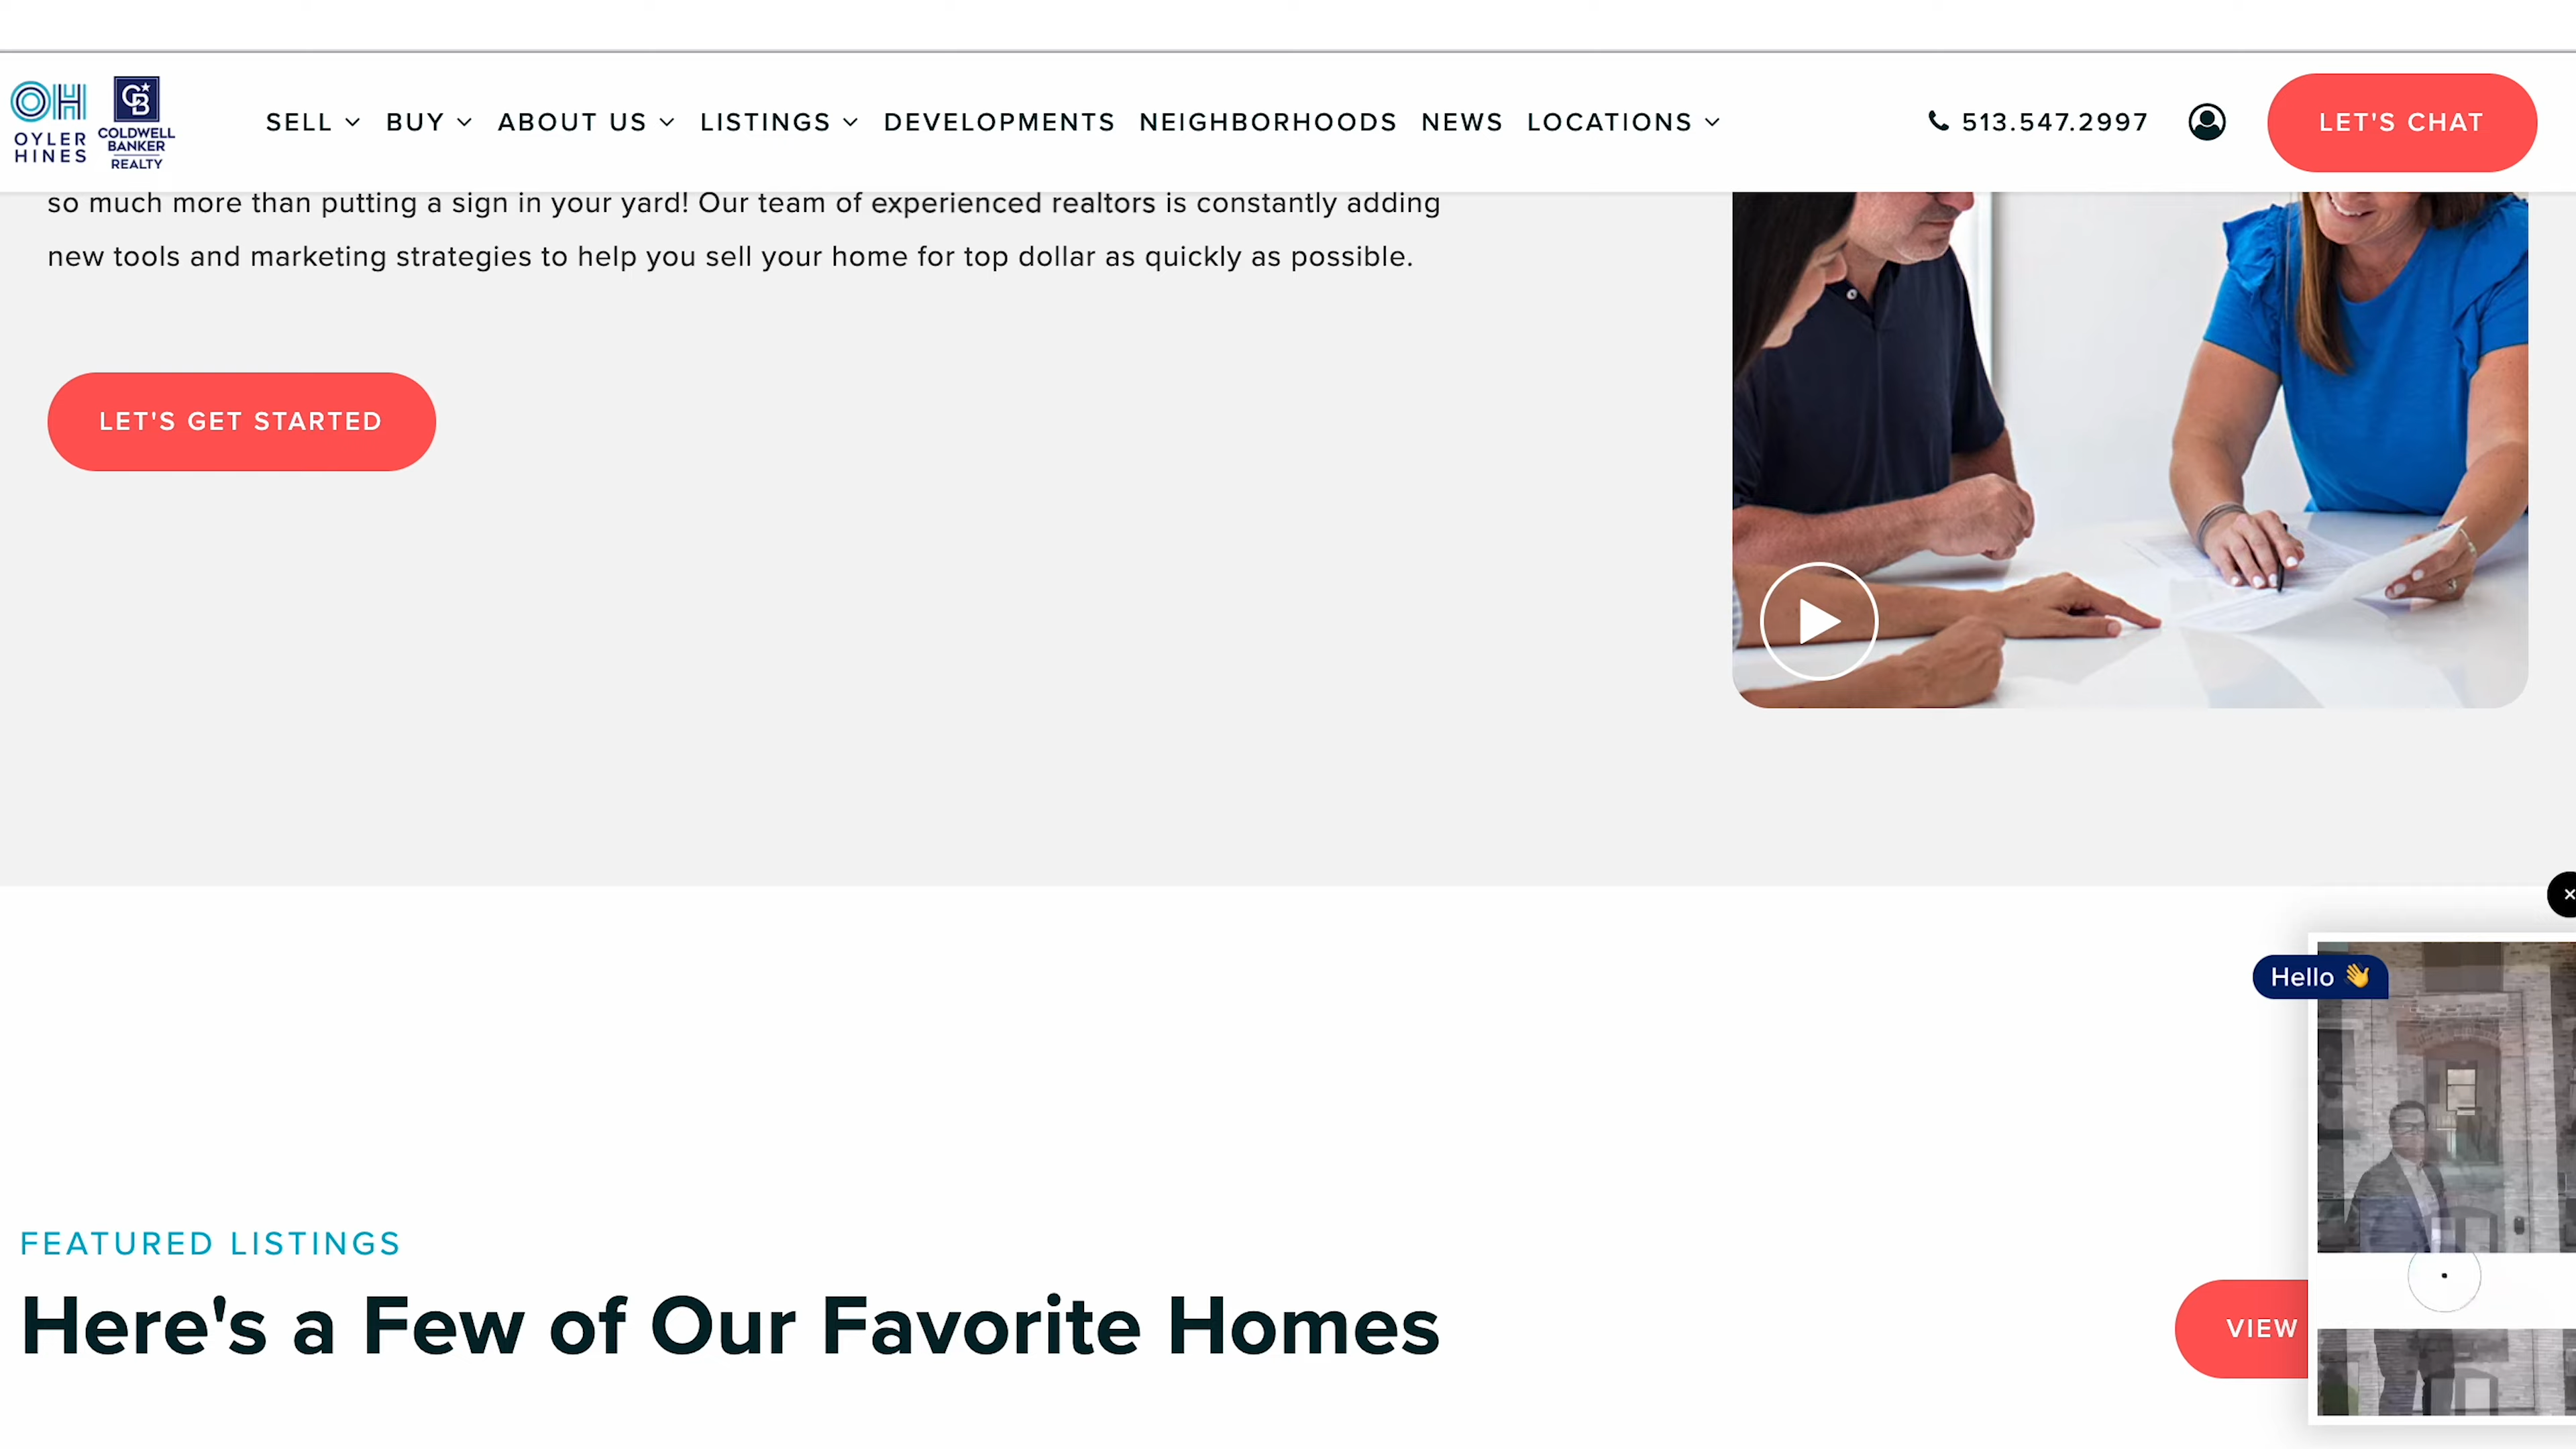 OH
OYLER
HINES
CB
COLDWELL
BANKER
REALTY
SELL BUY ABOUT US LISTINGS DEVELOPMENTS NEIGHBORHOODS NEWS LOCATIONS 513.547.2997 LET'S CHAT
so much more than putting a sign in your yard! Our team of experienced realtors is constantly adding
new tools and marketing strategies to help you sell your home for top dollar as quickly as possible.
LET'S GET STARTED
Hello 👋
FEATURED LISTINGS
Here's a Few of Our Favorite Homes
VIEW